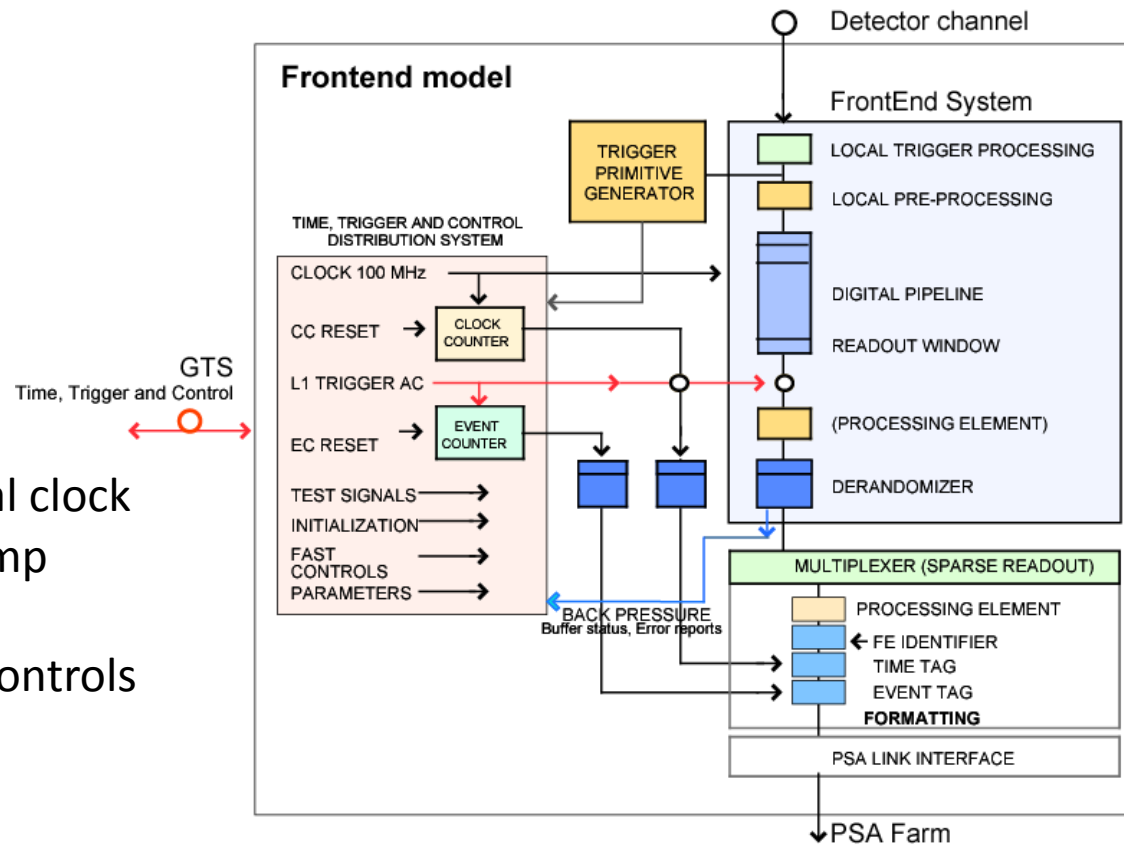 Detector channel
Frontend model
FrontEnd System
TRIGGER
PRIMITIVE
GENERATOR
LOCAL TRIGGER PROCESSING
LOCAL PRE-PROCESSING
TIME, TRIGGER AND CONTROL
DISTRIBUTION SYSTEM
CLOCK 100 MHz
DIGITAL PIPELINE
CC RESET
CLOCK
COUNTER
READOUT WINDOW
GTS
Time, Trigger and Control
L1 TRIGGER AC
EC RESET
EVENT
COUNTER
(PROCESSING ELEMENT)
DERANDOMIZER
al clock
mp
ontrols
TEST SIGNALS
INITIALIZATION
FAST
CONTROLS
PARAMETERS
BACK PRESSURE
Buffer status, Error reports
MULTIPLEXER (SPARSE READOUT)
PROCESSING ELEMENT
FE IDENTIFIER
TIME TAG
EVENT TAG
FORMATTING
PSA LINK INTERFACE
PSA Farm